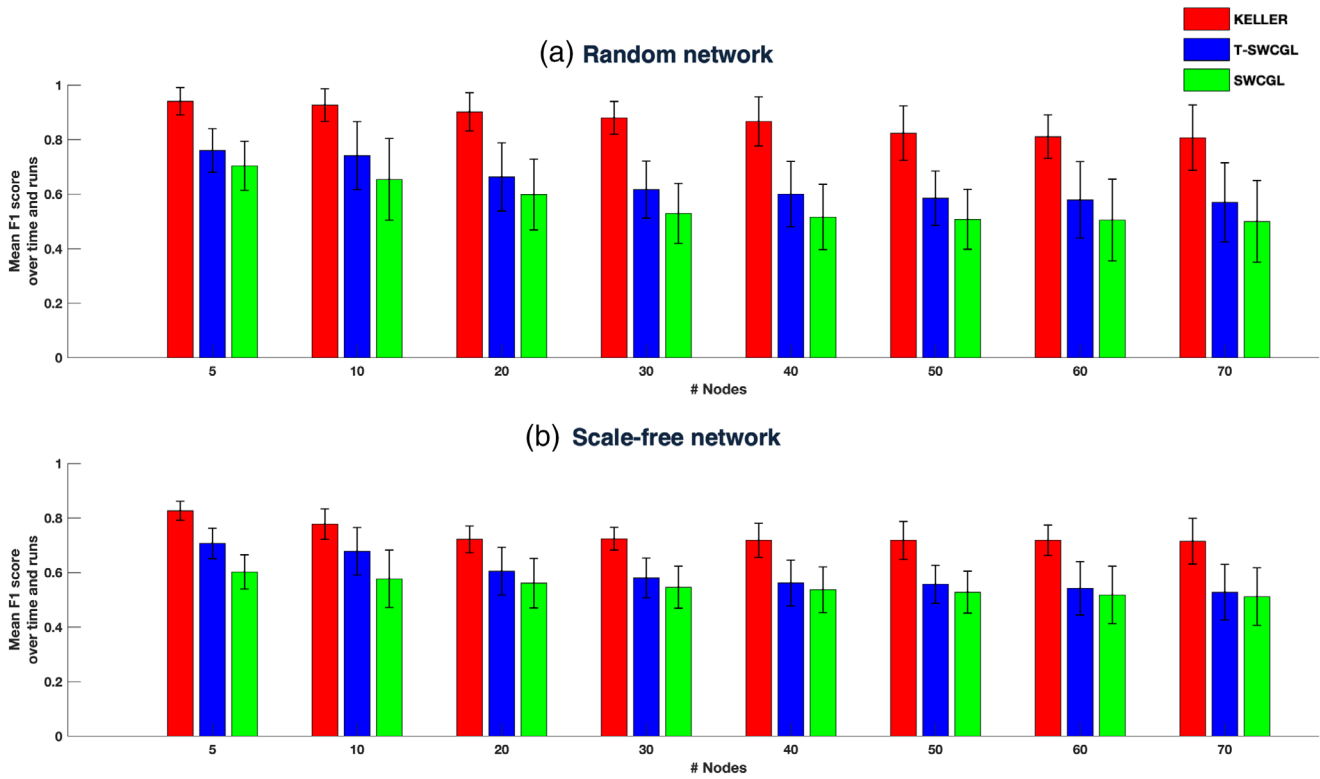 KELLER
T-SWCGL
SWCGL
(a) Random network
Mean F1 score
over time and runs
1
0.8
0.6
0.4
0.2
0
5 10 20 30 40 50 60 70
# Nodes
(b) Scale-free network
Mean F1 score
over time and runs
1
0.8
0.6
0.4
0.2
0
5 10 20 30 40 50 60 70
# Nodes